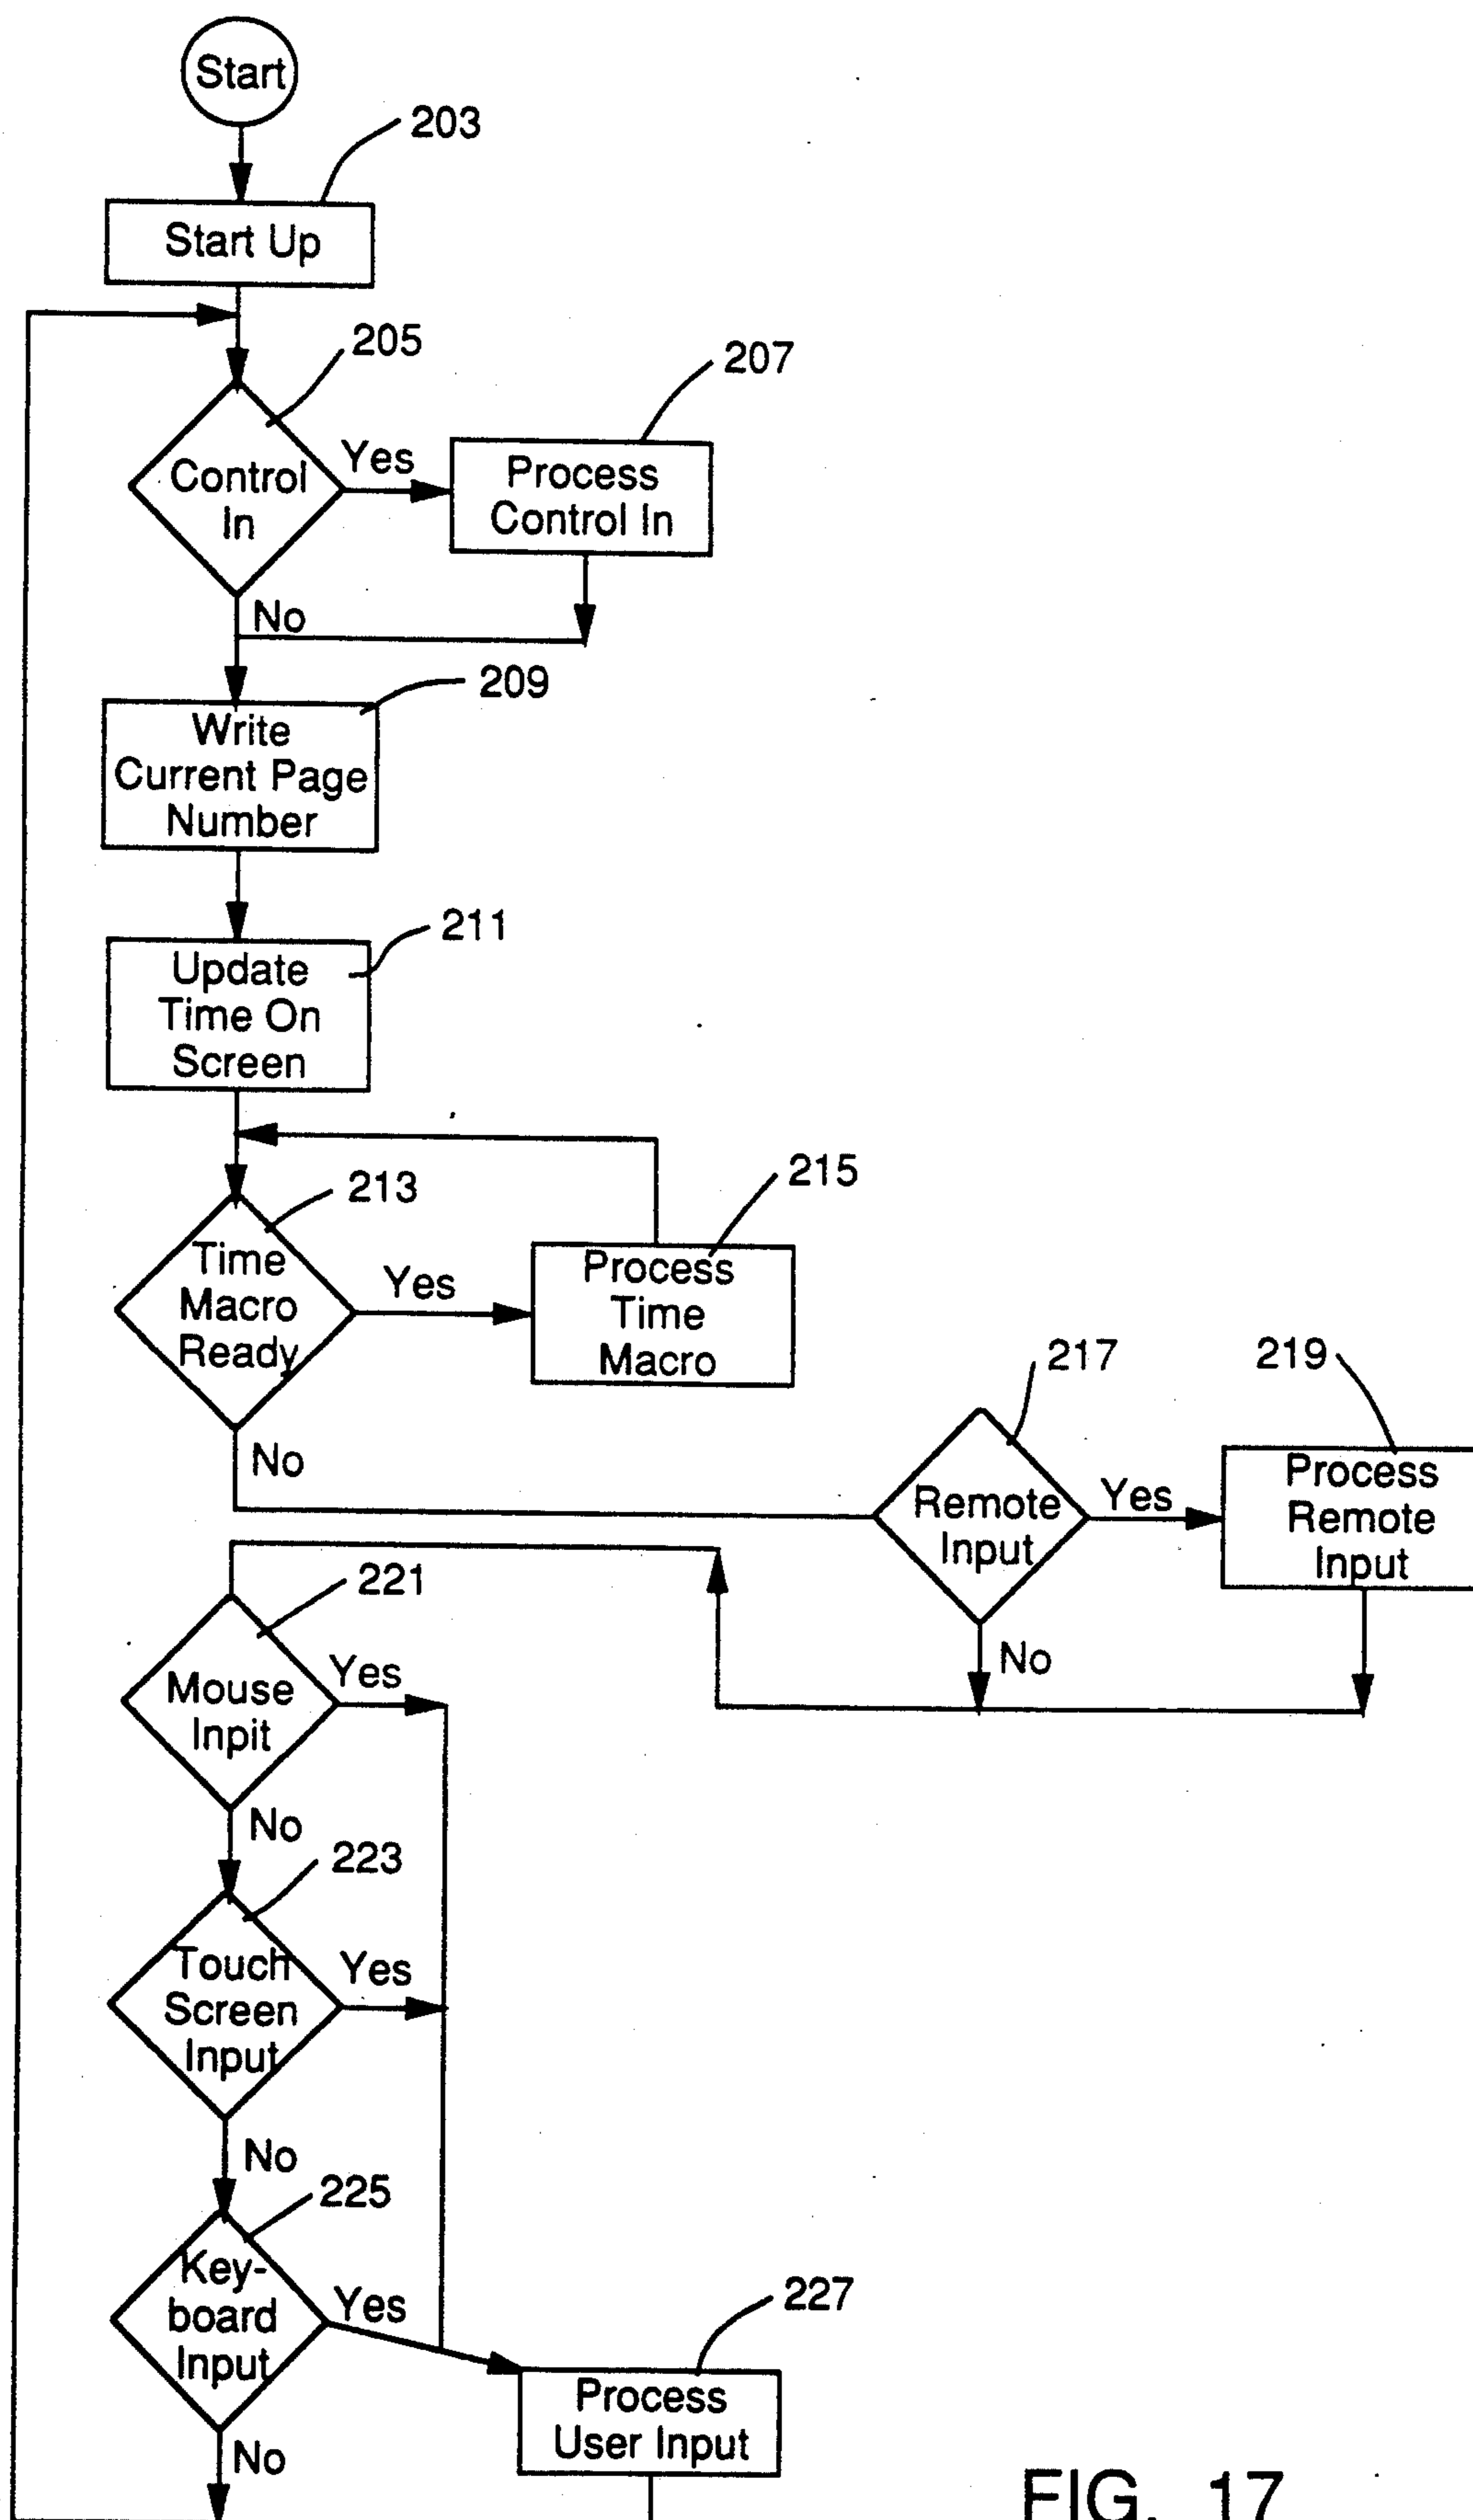 Start
203
Start Up
205
207
Control
In
Yes
Process
Control In
No
209
Write
Current Page
Number
211
Update
Time On
Screen
213
215
Time
Macro
Ready
Yes
Process
Time
Macro
No
217
219
Remote
Input
Yes
Process
Remote
Input
No
221
Mouse
Inpit
Yes
No
223
Touch
Screen
Input
Yes
No
225
Key-
board
Input
Yes
227
Process
User Input
No
FIG. 17